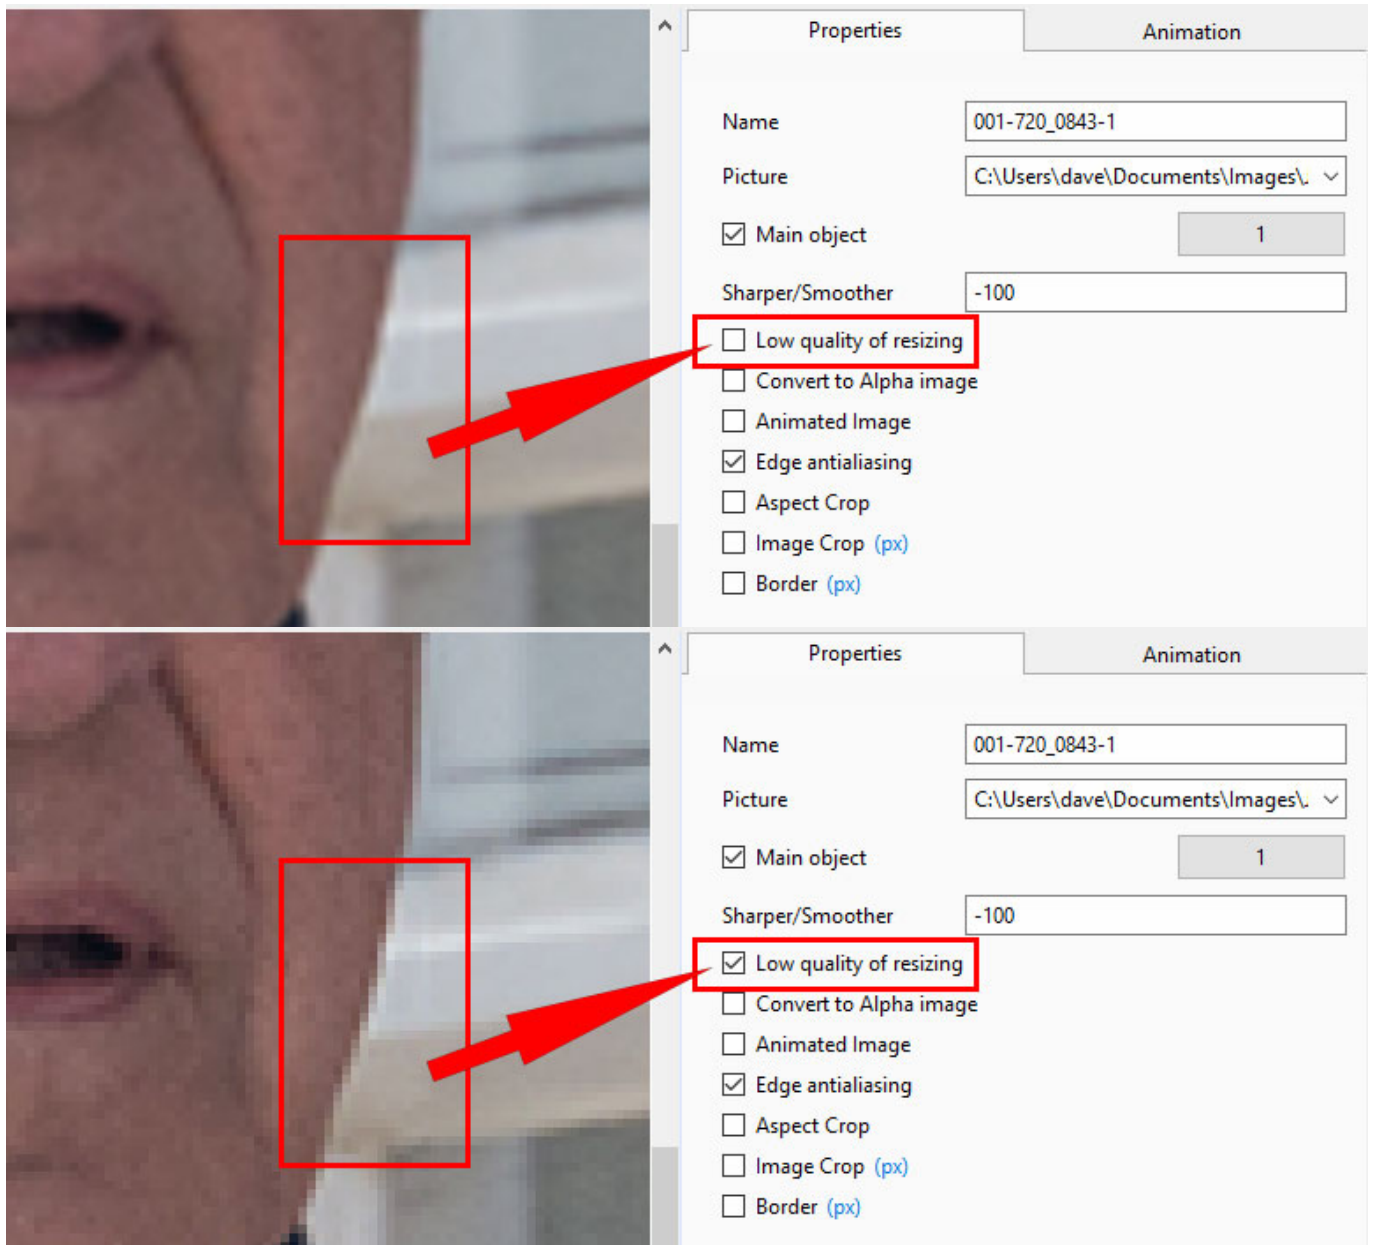 Properties Animation
Name 001-720_0843-1
Picture C:\Users\dave\Documents\Images\.
Main object 1
Sharper/Smoother -100
Low quality of resizing
Convert to Alpha image
Animated Image
Edge antialiasing
Aspect Crop
Image Crop (px)
Border (px)
Properties Animation
Name 001-720_0843-1
Picture C:\Users\dave\Documents\Images\.
Main object 1
Sharper/Smoother -100
Low quality of resizing
Convert to Alpha image
Animated Image
Edge antialiasing
Aspect Crop
Image Crop (px)
Border (px)